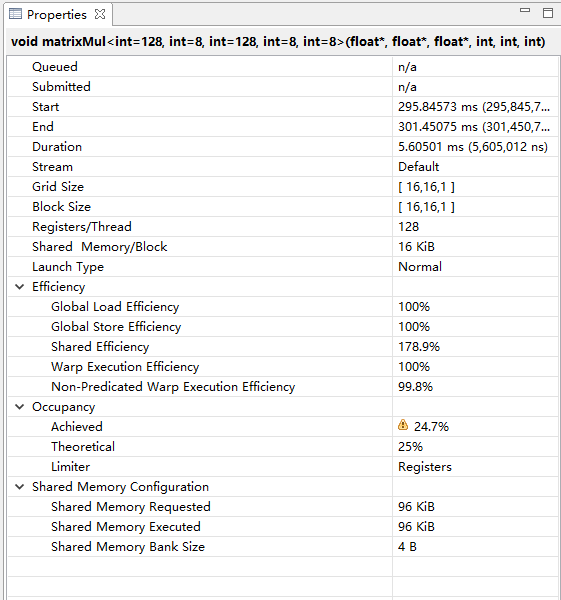 Properties
void matrixMul<int=128, int=8, int=128, int=8, int=8>(float*, float*, float*, int, int, int)
Queued n/a
Submitted n/a
Start 295.84573 ms (295,845,7...
End 301.45075 ms (301,450,7...
Duration 5.60501 ms (5,605,012 ns)
Stream Default
Grid Size [ 16,16,1 ]
Block Size [ 16,16,1 ]
Registers/Thread 128
Shared Memory/Block 16 KiB
Launch Type Normal
Efficiency
Global Load Efficiency 100%
Global Store Efficiency 100%
Shared Efficiency 178.9%
Warp Execution Efficiency 100%
Non-Predicated Warp Execution Efficiency 99.8%
Occupancy
Achieved 24.7%
Theoretical 25%
Limiter Registers
Shared Memory Configuration
Shared Memory Requested 96 KiB
Shared Memory Executed 96 KiB
Shared Memory Bank Size 4 B